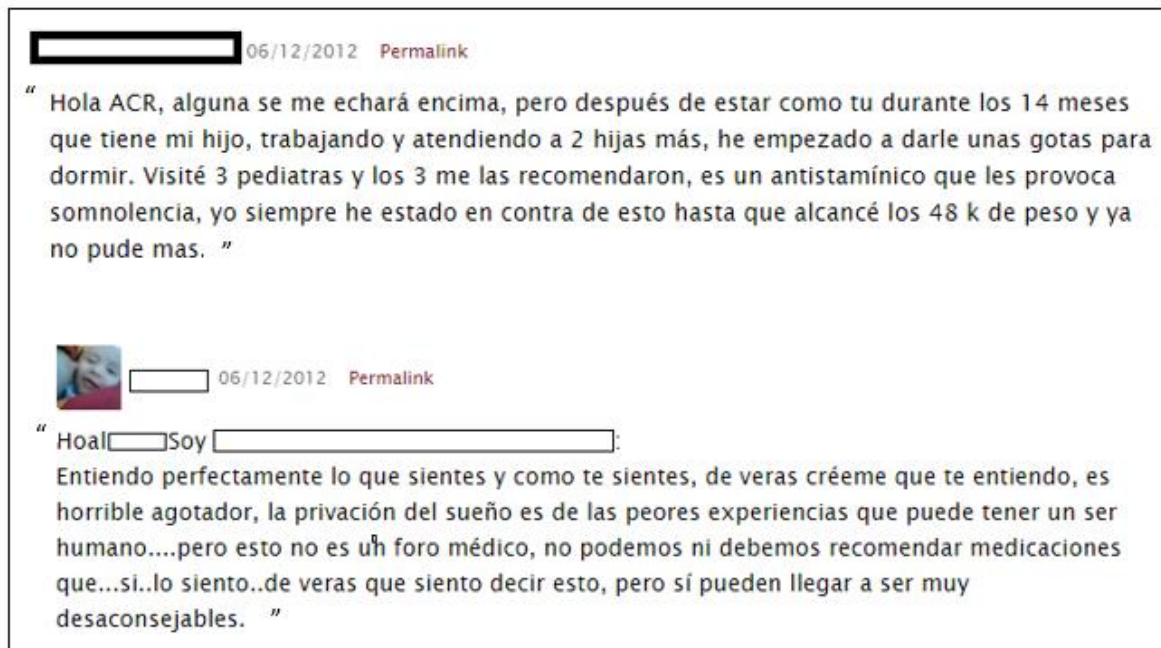 06/12/2012 Permalink
“ Hola ACR, alguna se me echará encima, pero después de estar como tu durante los 14 meses
que tiene mi hijo, trabajando y atendiendo a 2 hijas más, he empezado a darle unas gotas para
dormir. Visité 3 pediatras y los 3 me las recomendaron, es un antistamínico que les provoca
somnolencia, yo siempre he estado en contra de esto hasta que alcancé los 48 k de peso y ya
no pude mas. ”
06/12/2012 Permalink
“ Hoal Soy :
Entiendo perfectamente lo que sientes y como te sientes, de veras créeme que te entiendo, es
horrible agotador, la privación del sueño es de las peores experiencias que puede tener un ser
humano....pero esto no es un foro médico, no podemos ni debemos recomendar medicaciones
que...si..lo siento..de veras que siento decir esto, pero sí pueden llegar a ser muy
desaconsejables. ”